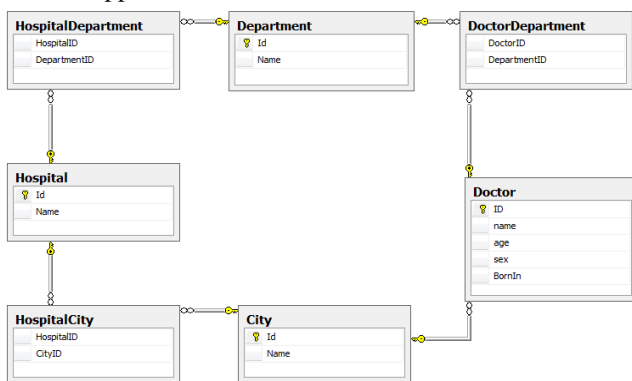 HospitalDepartment
HospitalID
DepartmentID
Department
Id
Name
DoctorDepartment
DoctorID
DepartmentID
Hospital
Id
Name
Doctor
ID
name
age
sex
BornIn
HospitalCity
HospitalID
CityID
City
Id
Name